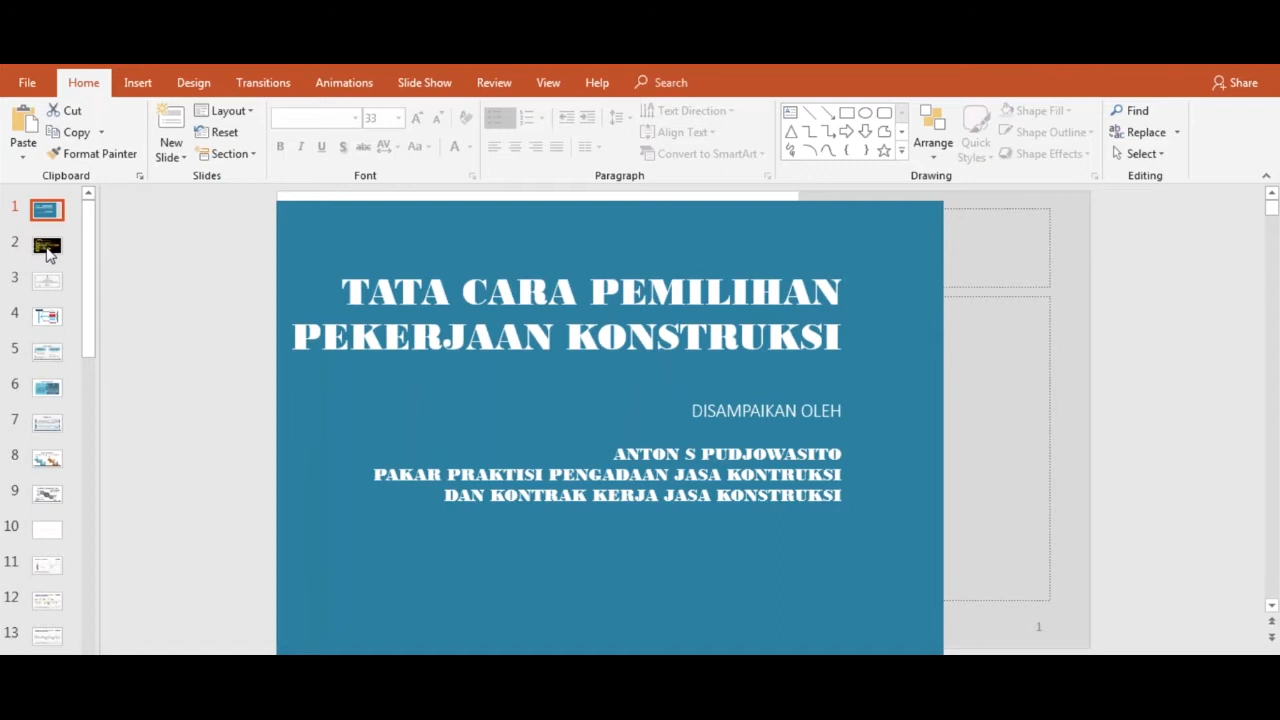 File Home Insert Design Transitions Animations Slide Show Review View Help Search Share
Paste
Cut
Copy
Format Painter
Clipboard
New
Slide
Layout
Reset
Section
Slides
33
B I U S abc AV Aa A
Font
Text Direction
Align Text
Convert to SmartArt
Paragraph
Arrange
Quick
Styles
Shape Fill
Shape Outline
Shape Effects
Drawing
Find
Replace
Select
Editing
1
2
3
4
5
6
7
8
9
10
11
12
13
TATA CARA PEMILIHAN
PEKERJAAN KONSTRUKSI
DISAMPAIKAN OLEH
ANTON S PUDJOWASITO
PAKAR PRAKTISI PENGADAAN JASA KONTRUKSI
DAN KONTRAK KERJA JASA KONSTRUKSI
1